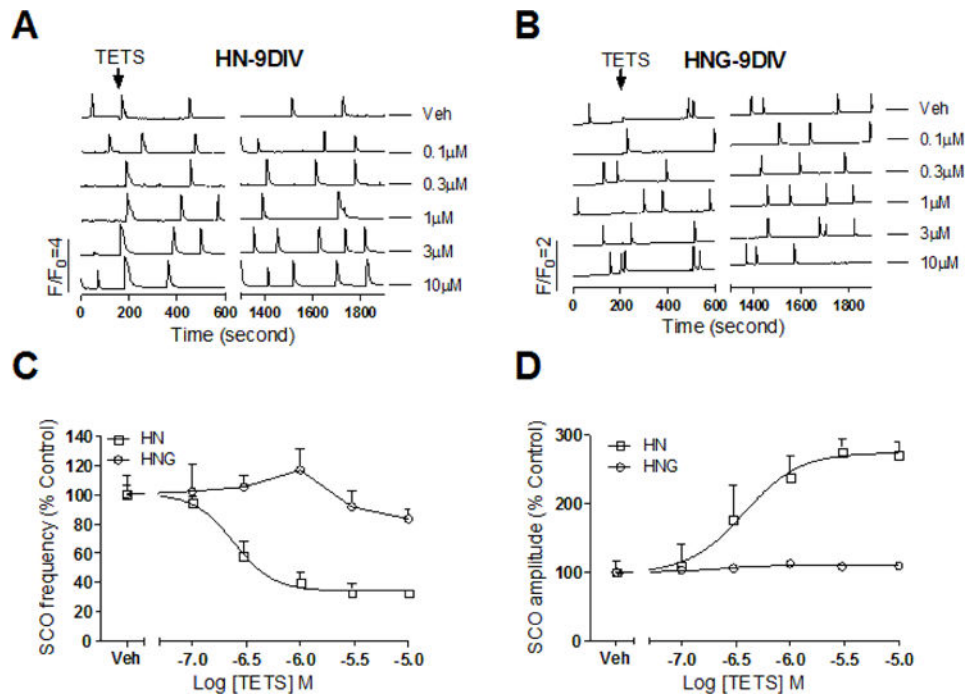 A
TETS
HN-9DIV
Veh
0.1μM
0.3μM
1μM
3μM
10μM
F/F0=4
0 200 400 600 1400 1600 1800
Time (second)
B
TETS
HNG-9DIV
Veh
0.1μM
0.3μM
1μM
3μM
10μM
F/F0=2
0 200 400 600 1400 1600 1800
Time (second)
C
HN
HNG
SCO frequency (% Control)
140
120
100
80
60
40
20
0
Veh -7.0 -6.5 -6.0 -5.5 -5.0
Log [TETS] M
D
HN
HNG
SCO amplitude (% Control)
300
200
100
0
Veh -7.0 -6.5 -6.0 -5.5 -5.0
Log [TETS] M